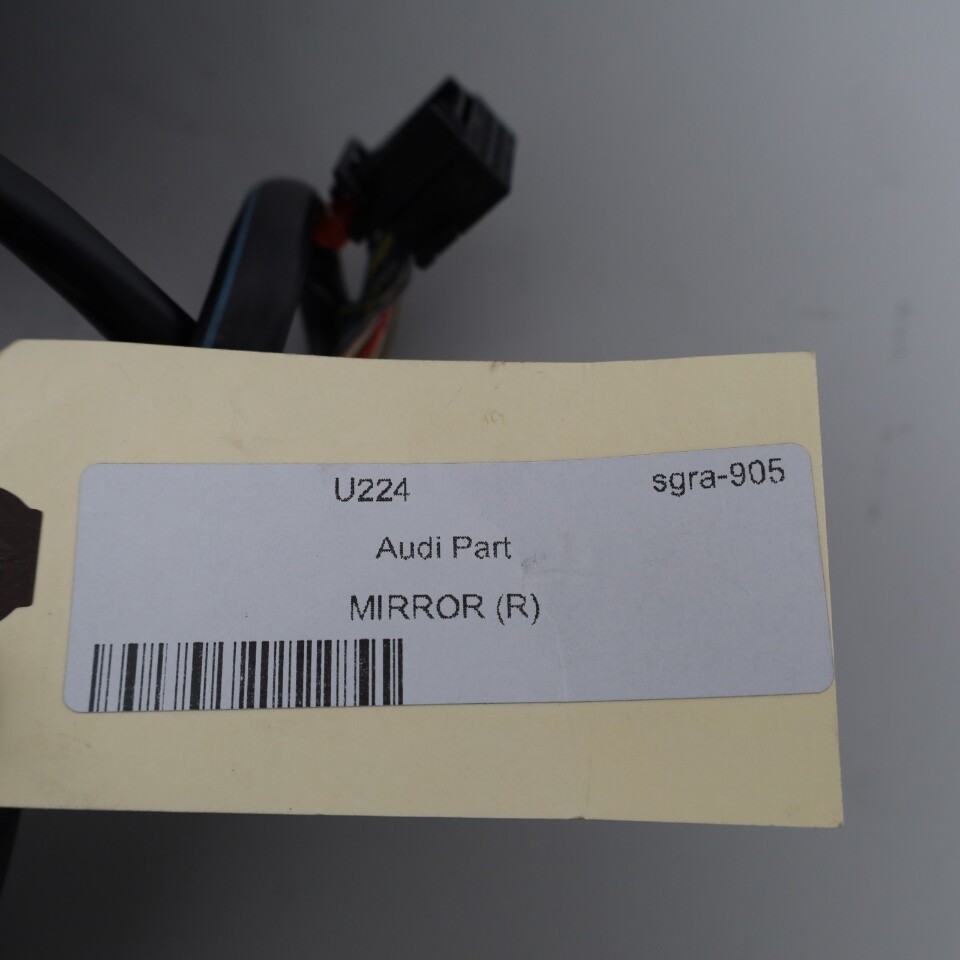 U224 sgra-905
Audi Part
MIRROR (R)